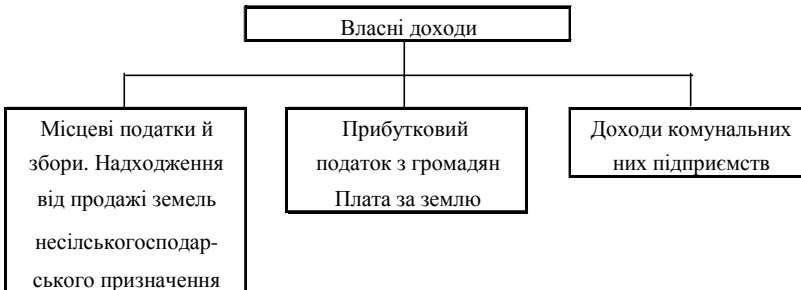 Власні доходи
Місцеві податки й
збори. Надходження
від продажі земель
несілськогосподар-
ського призначення
Прибутковий
податок з громадян
Плата за землю
Доходи комунальних
них підприємств